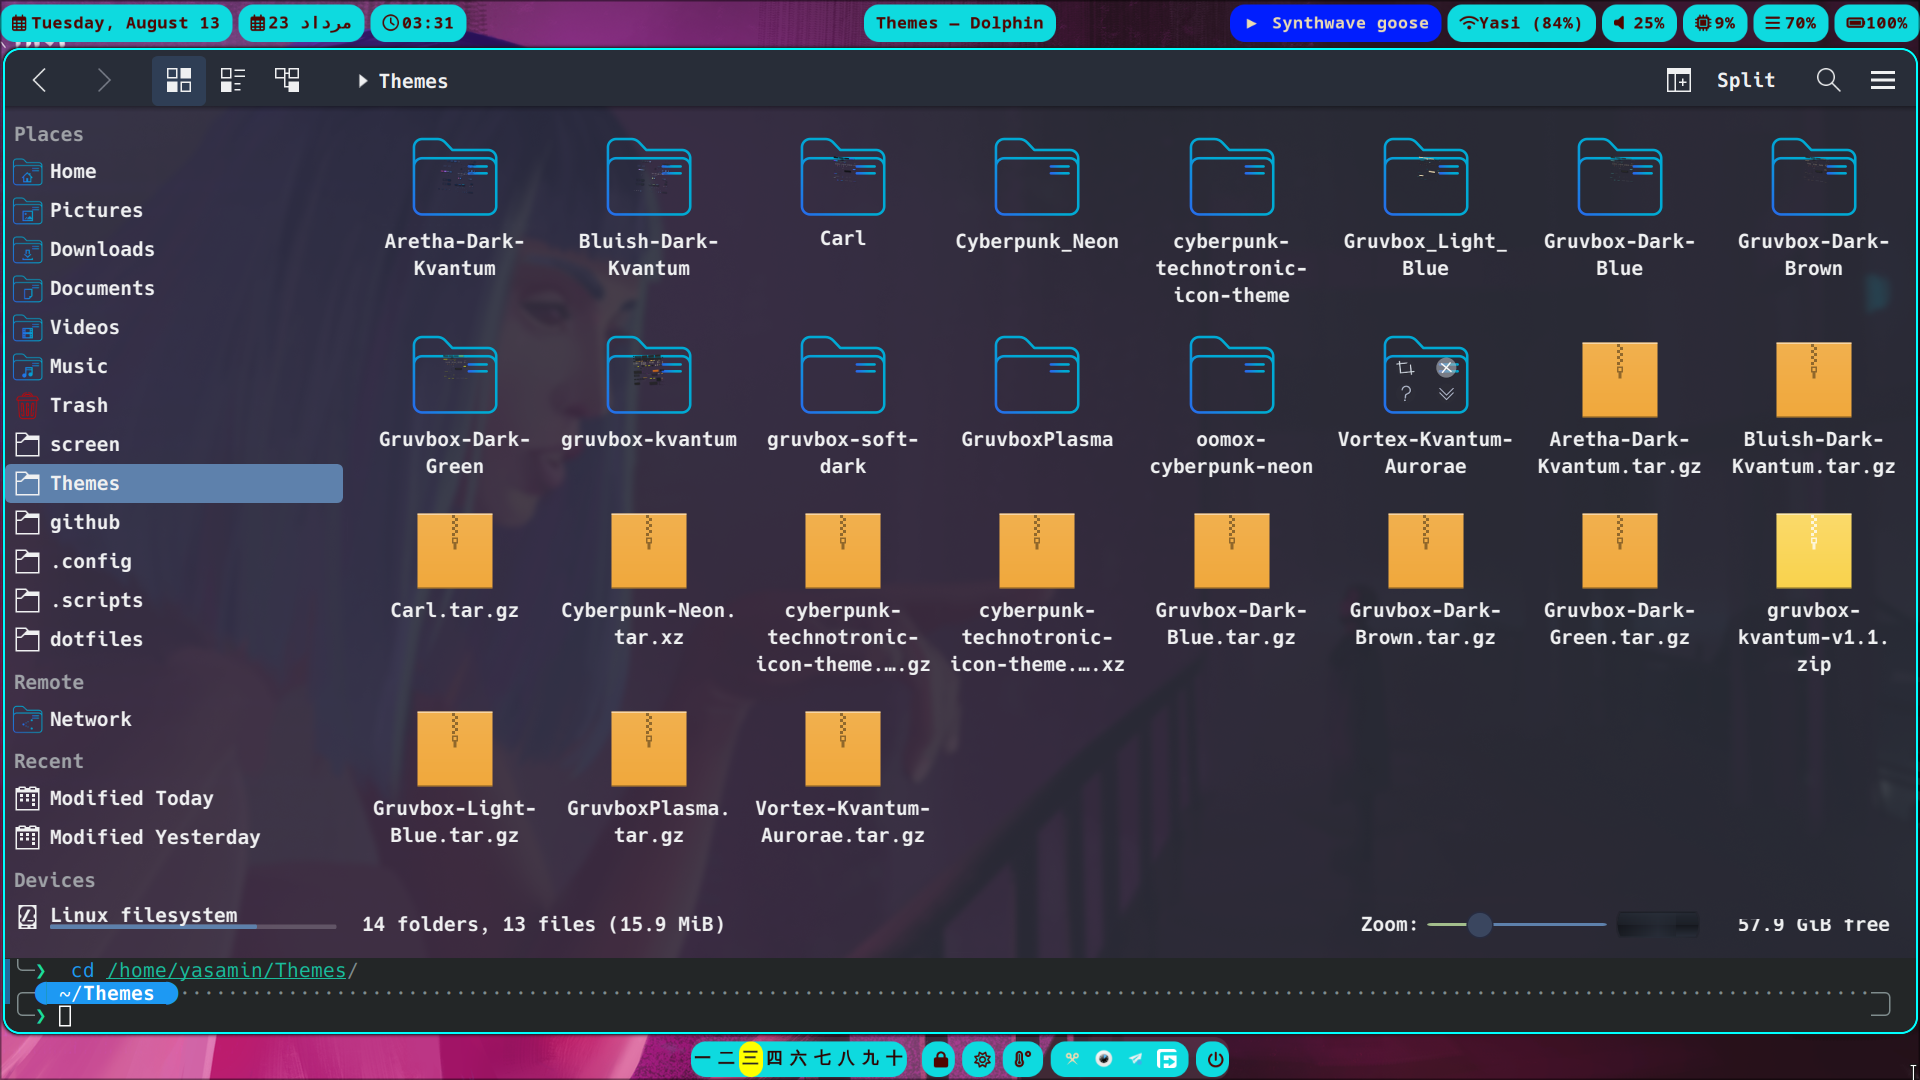 Tuesday, August 13
23 مرداد
03:31
Themes — Dolphin
Synthwave goose
Yasi (84%)
25%
9%
70%
100%
Themes
Split
Places
Home
Pictures
Downloads
Documents
Videos
Music
Trash
screen
Themes
github
.config
.scripts
dotfiles
Remote
Network
Recent
Modified Today
Modified Yesterday
Devices
Linux filesystem
Aretha-Dark-
Kvantum
Bluish-Dark-
Kvantum
Carl
Cyberpunk_Neon
cyberpunk-
technotronic-
icon-theme
Gruvbox_Light_
Blue
Gruvbox-Dark-
Blue
Gruvbox-Dark-
Brown
Gruvbox-Dark-
Green
gruvbox-kvantum
gruvbox-soft-
dark
GruvboxPlasma
oomox-
cyberpunk-neon
Vortex-Kvantum-
Aurorae
Aretha-Dark-
Kvantum.tar.gz
Bluish-Dark-
Kvantum.tar.gz
Carl.tar.gz
Cyberpunk-Neon.
tar.xz
cyberpunk-
technotronic-
icon-theme.….gz
cyberpunk-
technotronic-
icon-theme.….xz
Gruvbox-Dark-
Blue.tar.gz
Gruvbox-Dark-
Brown.tar.gz
Gruvbox-Dark-
Green.tar.gz
gruvbox-
kvantum-v1.1.
zip
Gruvbox-Light-
Blue.tar.gz
GruvboxPlasma.
tar.gz
Vortex-Kvantum-
Aurorae.tar.gz
14 folders, 13 files (15.9 MiB)
Zoom:
57.9 GiB free
❯ cd /home/yasamin/Themes/
~/Themes
❯
一 二 三 四 六 七 八 九 十